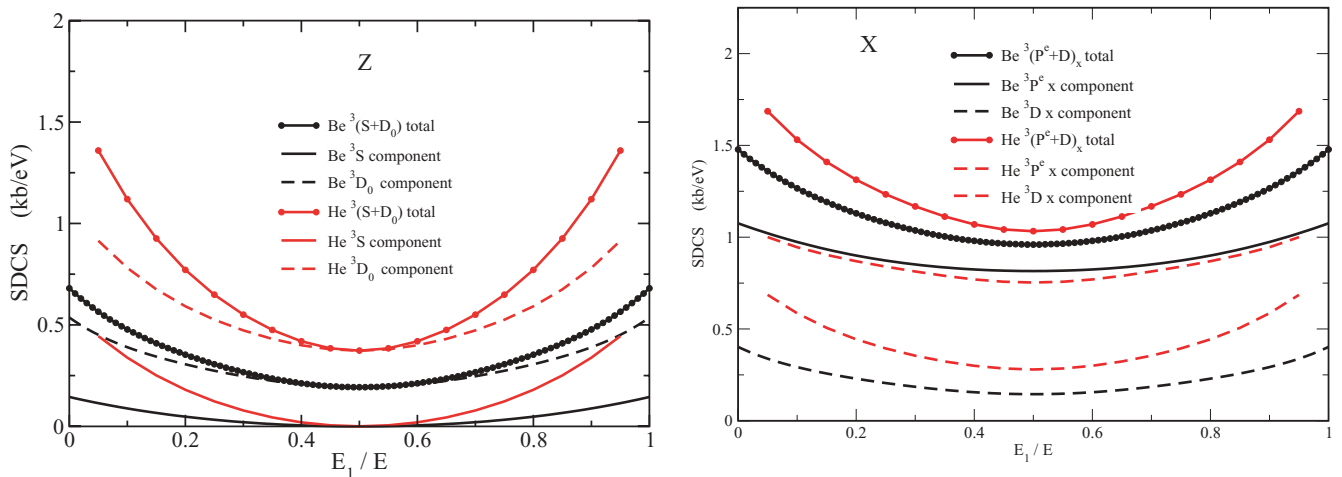 2
1.5
1
0.5
0
SDCS (kb/eV)
Z
Be ³(S+D₀) total
Be ³S component
Be ³D₀ component
He ³(S+D₀) total
He ³S component
He ³D₀ component
0 0.2 0.4 0.6 0.8 1
E₁ / E
2
1.5
1
0.5
0
SDCS (kb/eV)
X
Be ³(Pᵉ+D)ₓ total
Be ³Pᵉ x component
Be ³D x component
He ³(Pᵉ+D)ₓ total
He ³Pᵉ x component
He ³D x component
0 0.2 0.4 0.6 0.8 1
E₁ / E